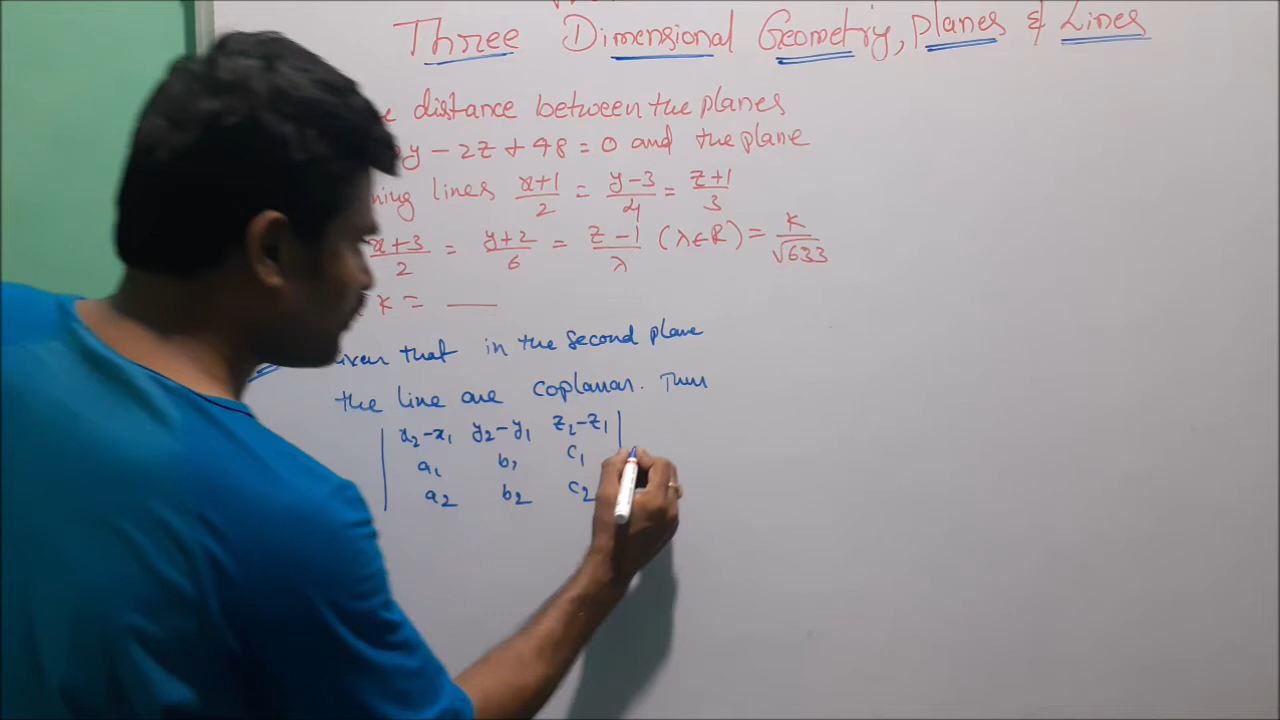 Three Dimensional Geometry, Planes & Lines
distance between the planes
y - 2z + 48 = 0 and the plane
ning lines x+1/2 = y-3/4 = z+1/3
x+3/2 = y+2/6 = z-1/λ (λ∈R) = k/√633
k = ___
iven that in the second plane
the line are coplanar. Then
| x₂-x₁ y₂-y₁ z₂-z₁ |
a₁ b₁ c₁
a₂ b₂ c₂